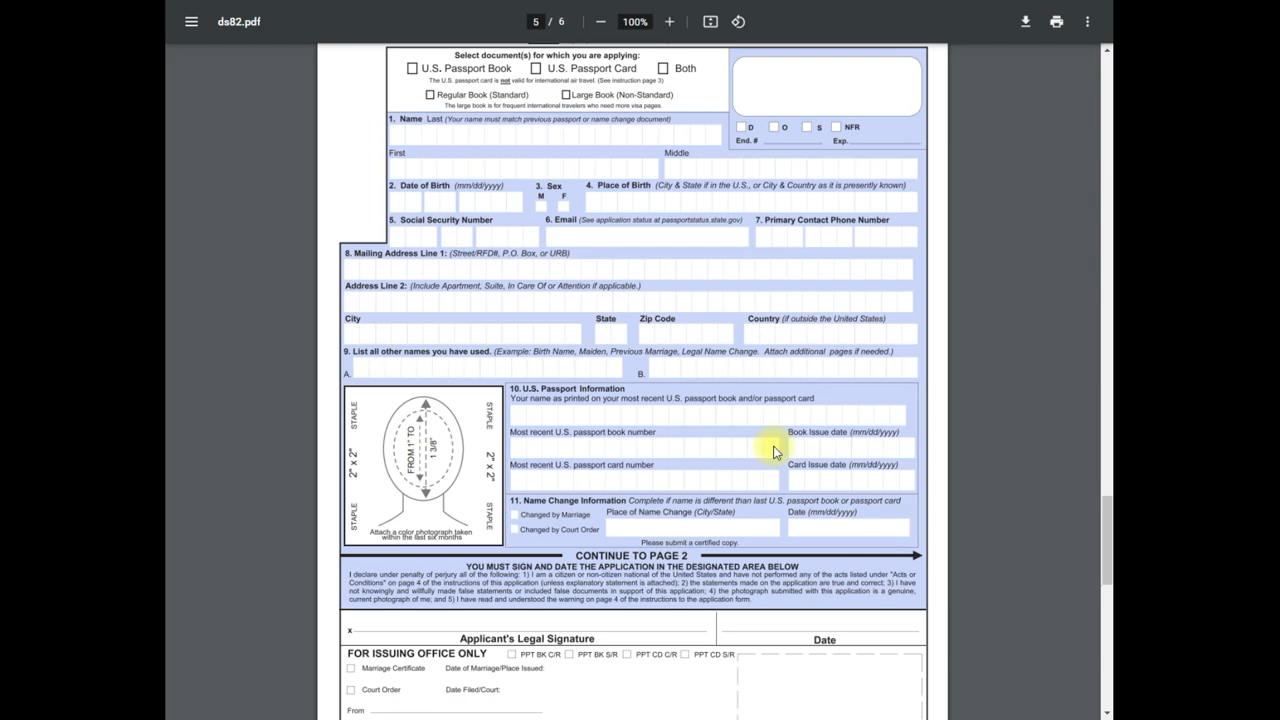 ds82.pdf
5 / 6
100%
Select document(s) for which you are applying:
U.S. Passport Book U.S. Passport Card Both
The U.S. passport card is not valid for international air travel. (See instruction page 3)
Regular Book (Standard) Large Book (Non-Standard)
The large book is for frequent international travelers who need more visa pages.
D O S NFR
End. # Exp.
1. Name Last (Your name must match previous passport or name change document)
First Middle
2. Date of Birth (mm/dd/yyyy) 3. Sex 4. Place of Birth (City & State if in the U.S., or City & Country as it is presently known)
M F
5. Social Security Number 6. Email (See application status at passportstatus.state.gov) 7. Primary Contact Phone Number
8. Mailing Address Line 1: (Street/RFD#, P.O. Box, or URB)
Address Line 2: (Include Apartment, Suite, In Care Of or Attention if applicable.)
City State Zip Code Country (if outside the United States)
9. List all other names you have used. (Example: Birth Name, Maiden, Previous Marriage, Legal Name Change. Attach additional pages if needed.)
A. B.
STAPLE STAPLE
2" x 2" FROM 1" TO 1 3/8" 2" x 2"
STAPLE STAPLE
Attach a color photograph taken
within the last six months
10. U.S. Passport Information
Your name as printed on your most recent U.S. passport book and/or passport card
Most recent U.S. passport book number Book Issue date (mm/dd/yyyy)
Most recent U.S. passport card number Card Issue date (mm/dd/yyyy)
11. Name Change Information Complete if name is different than last U.S. passport book or passport card
Changed by Marriage Place of Name Change (City/State) Date (mm/dd/yyyy)
Changed by Court Order
Please submit a certified copy.
CONTINUE TO PAGE 2
YOU MUST SIGN AND DATE THE APPLICATION IN THE DESIGNATED AREA BELOW
I declare under penalty of perjury all of the following: 1) I am a citizen or non-citizen national of the United States and have not performed any of the acts listed under "Acts or
Conditions" on page 4 of the instructions of this application (unless explanatory statement is attached); 2) the statements made on the application are true and correct; 3) I have
not knowingly and willfully made false statements or included false documents in support of this application; 4) the photograph submitted with this application is a genuine,
current photograph of me; and 5) I have read and understood the warning on page 4 of the instructions to the application form.
x
Applicant's Legal Signature Date
FOR ISSUING OFFICE ONLY PPT BK C/R PPT BK S/R PPT CD C/R PPT CD S/R
Marriage Certificate Date of Marriage/Place Issued:
Court Order Date Filed/Court:
From